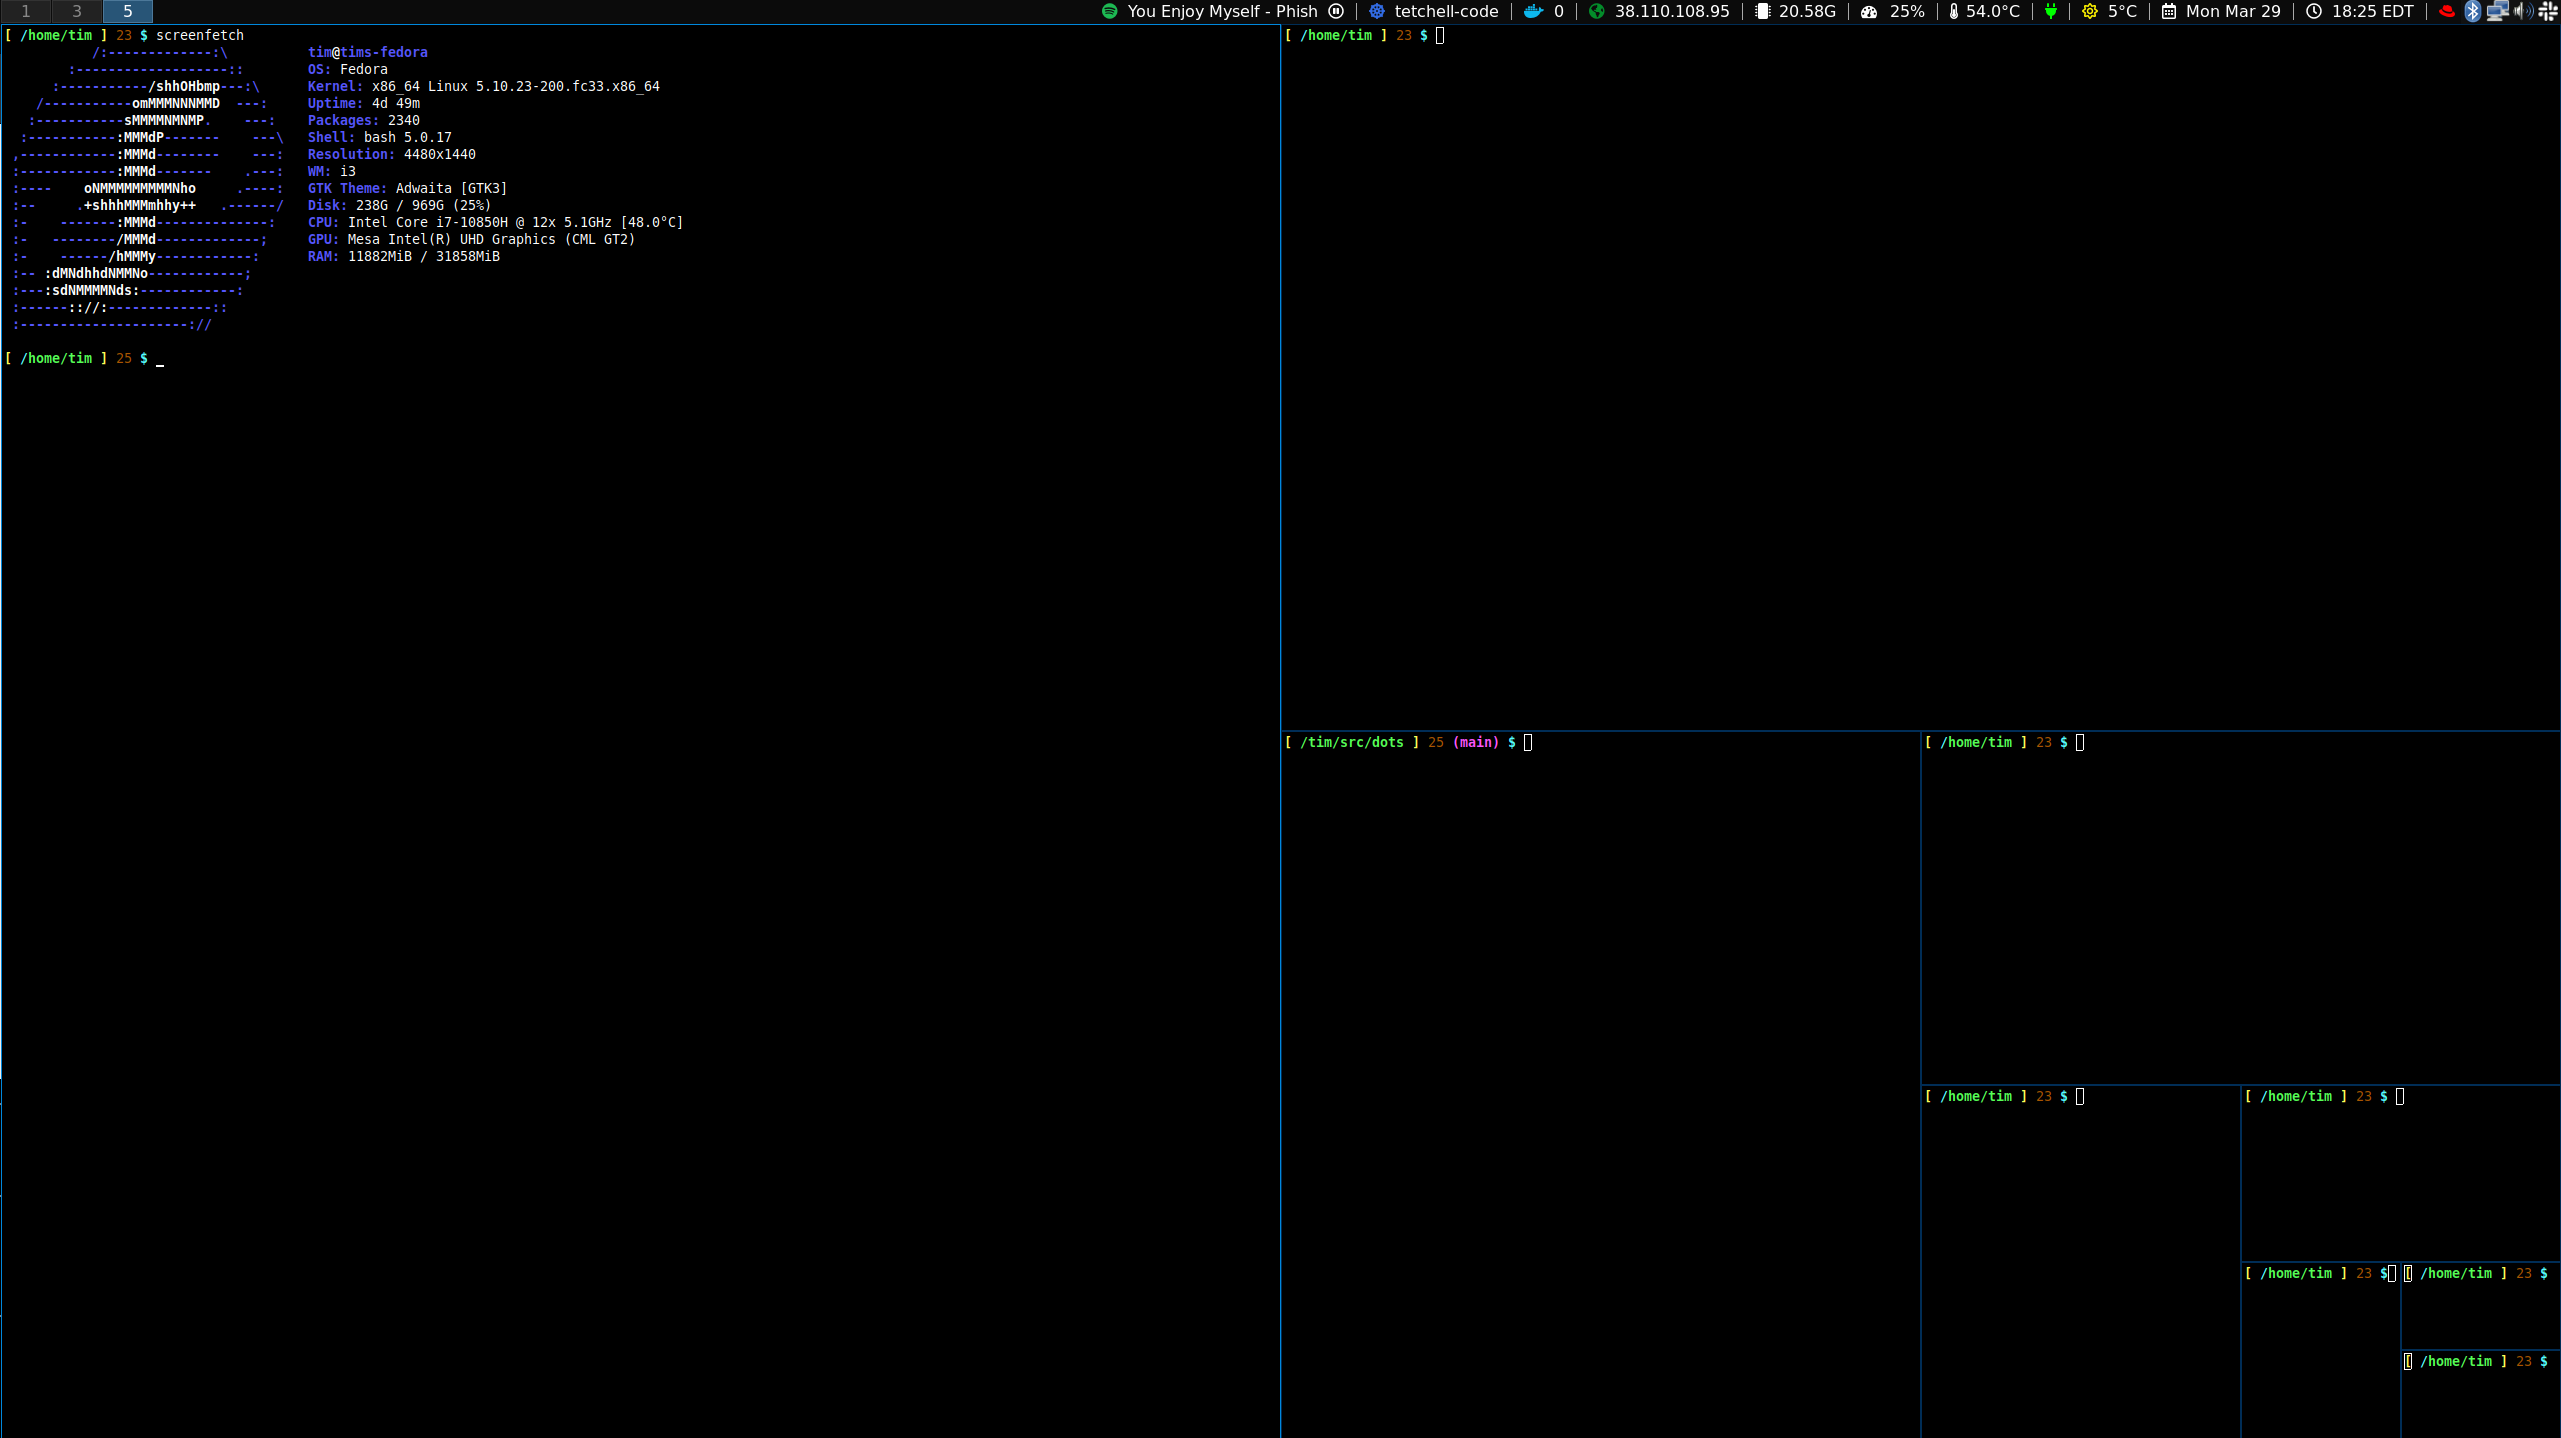 1 3 5 You Enjoy Myself - Phish tetchell-code 0 38.110.108.95 20.58G 25% 54.0°C 5°C Mon Mar 29 18:25 EDT
[ /home/tim ] 23 $ screenfetch
          /:-------------:\          tim@tims-fedora
       :-------------------::        OS: Fedora
     :-----------/shhOHbmp---:\      Kernel: x86_64 Linux 5.10.23-200.fc33.x86_64
   /-----------omMMMNNNMMD  ---:     Uptime: 4d 49m
  :-----------sMMMMNMNMP.    ---:    Packages: 2340
 :-----------:MMMdP-------    ---\   Shell: bash 5.0.17
,------------:MMMd--------    ---:   Resolution: 4480x1440
:------------:MMMd-------    .---:   WM: i3
:----    oNMMMMMMMMMNho     .----:   GTK Theme: Adwaita [GTK3]
:--     .+shhhMMMmhhy++   .------/   Disk: 238G / 969G (25%)
:-    -------:MMMd--------------:    CPU: Intel Core i7-10850H @ 12x 5.1GHz [48.0°C]
:-   --------/MMMd-------------;     GPU: Mesa Intel(R) UHD Graphics (CML GT2)
:-    ------/hMMMy------------:      RAM: 11882MiB / 31858MiB
:-- :dMNdhhdNMMNo------------;
:---:sdNMMMMNds:------------:
:------:://:-------------::
:---------------------://
[ /home/tim ] 25 $ _
[ /home/tim ] 23 $
[ /tim/src/dots ] 25 (main) $
[ /home/tim ] 23 $
[ /home/tim ] 23 $
[ /home/tim ] 23 $
[ /home/tim ] 23 $
[ /home/tim ] 23 $
[ /home/tim ] 23 $